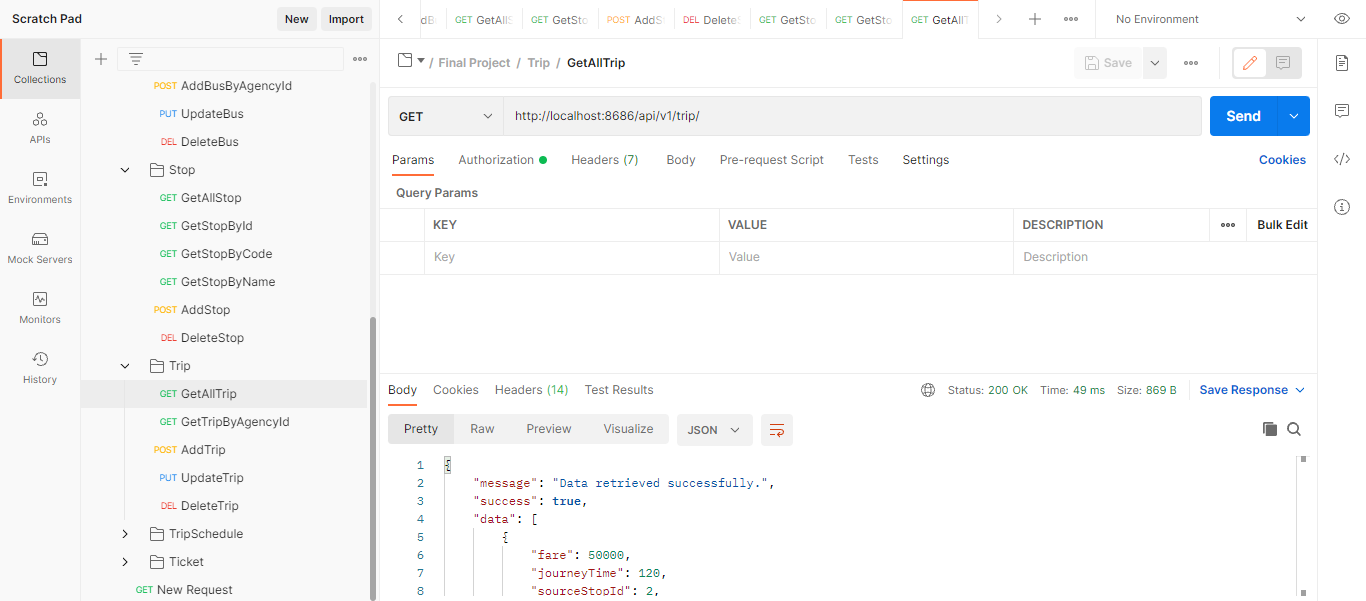 Scratch Pad
New
Import
Collections
APIs
Environments
Mock Servers
Monitors
History
POST AddBusByAgencyId
PUT UpdateBus
DEL DeleteBus
Stop
GET GetAllStop
GET GetStopById
GET GetStopByCode
GET GetStopByName
POST AddStop
DEL DeleteStop
Trip
GET GetAllTrip
GET GetTripByAgencyId
POST AddTrip
PUT UpdateTrip
DEL DeleteTrip
TripSchedule
Ticket
GET New Request
GET GetAllS
GET GetSto
POST AddS
DEL Delete
GET GetSto
GET GetSto
GET GetAllT
No Environment
/ Final Project / Trip / GetAllTrip
Save
GET
http://localhost:8686/api/v1/trip/
Send
Params
Authorization
Headers (7)
Body
Pre-request Script
Tests
Settings
Cookies
Query Params
KEY
VALUE
DESCRIPTION
Bulk Edit
Key
Value
Description
Body
Cookies
Headers (14)
Test Results
Status: 200 OK
Time: 49 ms
Size: 869 B
Save Response
Pretty
Raw
Preview
Visualize
JSON
1 {
2 "message": "Data retrieved successfully.",
3 "success": true,
4 "data": [
5 {
6 "fare": 50000,
7 "journeyTime": 120,
8 "sourceStopId": 2,